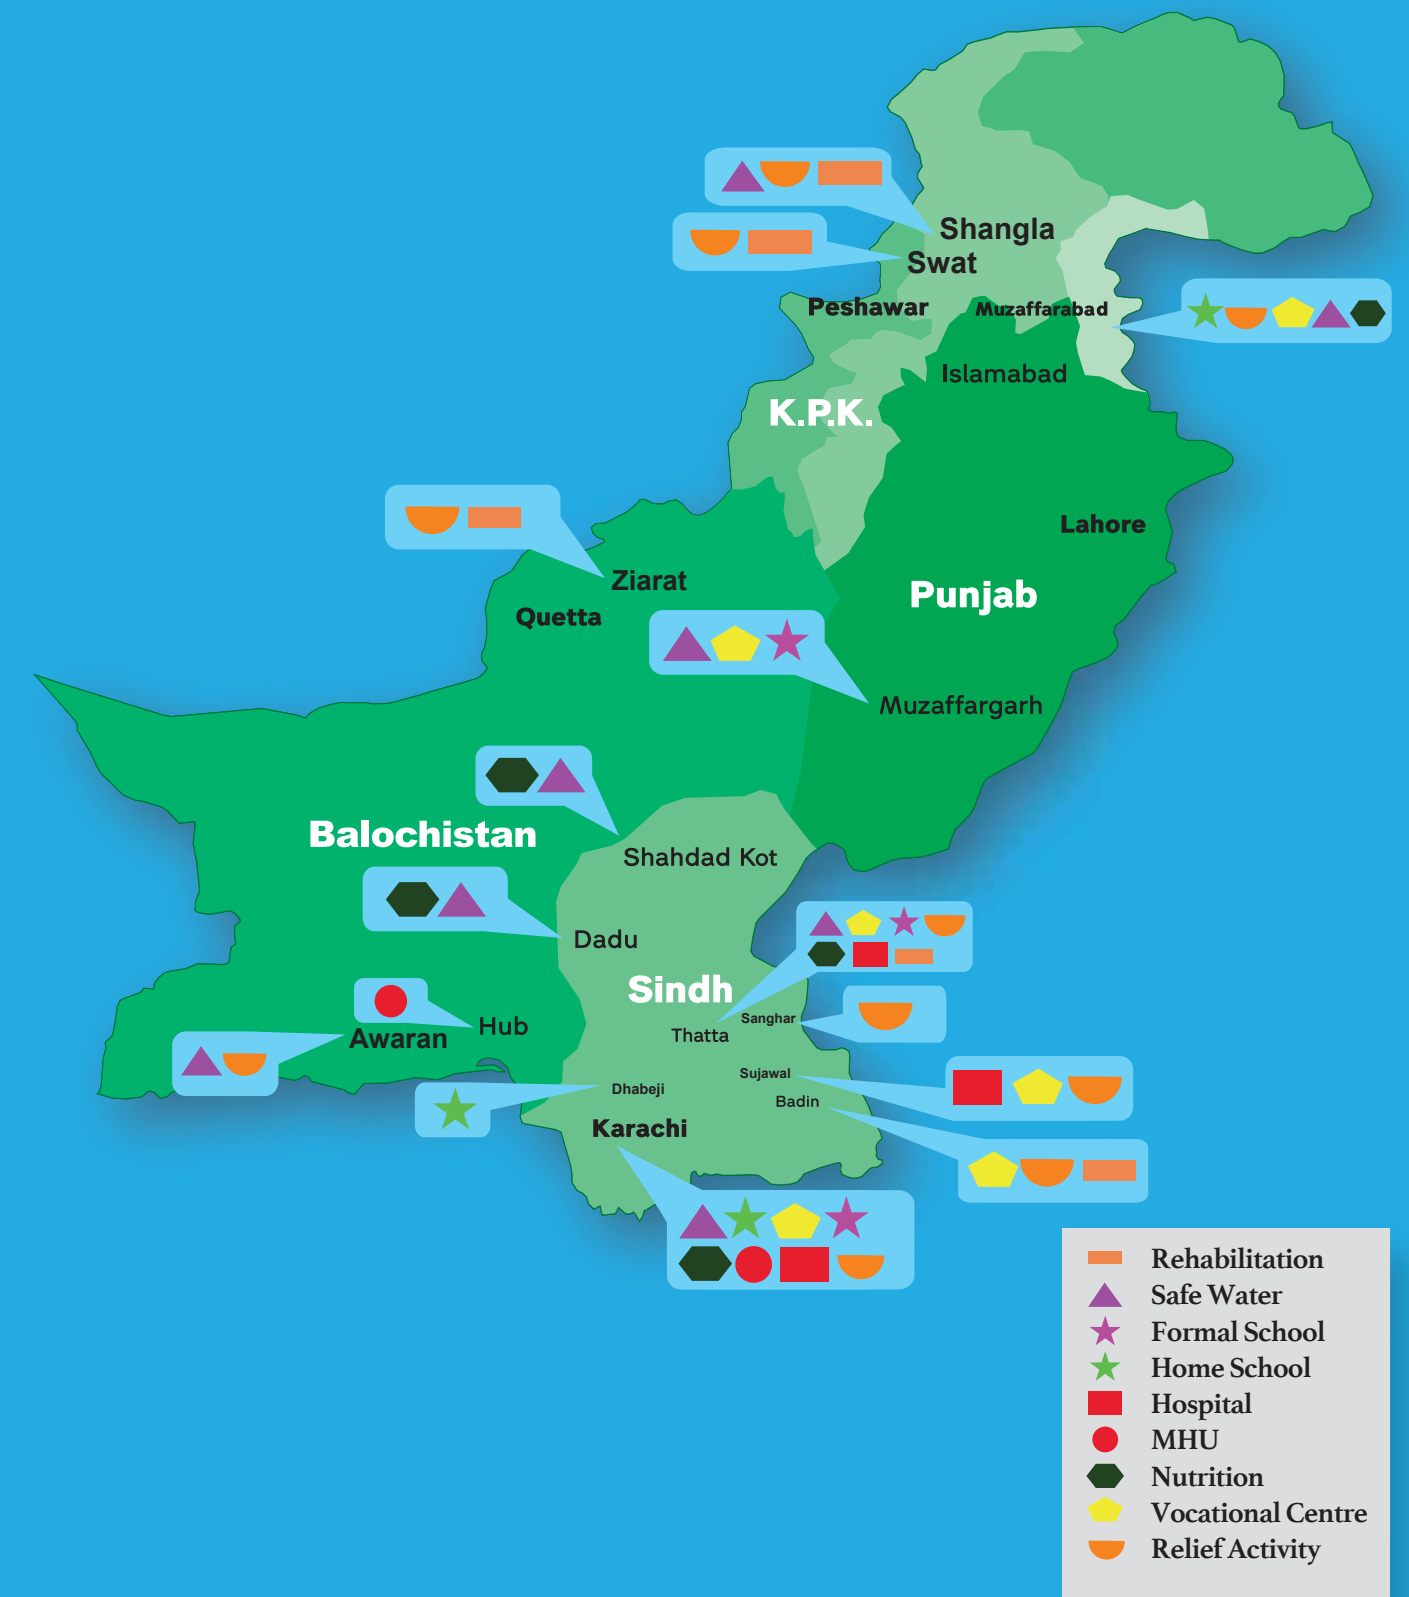 Shangla
Swat
Peshawar
Muzaffarabad
Islamabad
K.P.K.
Lahore
Ziarat
Punjab
Quetta
Muzaffargarh
Balochistan
Shahdad Kot
Dadu
Sindh
Sanghar
Hub
Thatta
Awaran
Sujawal
Dhabeji
Badin
Karachi
Rehabilitation
Safe Water
Formal School
Home School
Hospital
MHU
Nutrition
Vocational Centre
Relief Activity